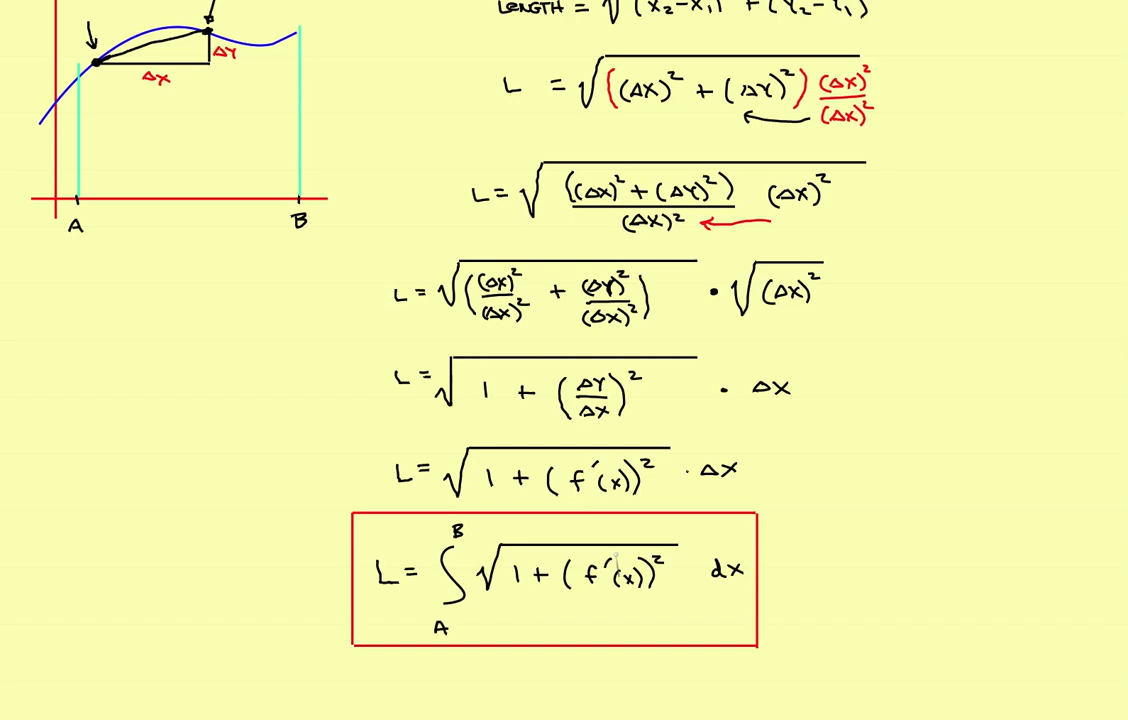 LENGTH = √(X₂-X₁)² + (Y₂-Y₁)²
ΔY
ΔX
A
B
L = √((ΔX)² + (ΔY)²) (ΔX)²/(ΔX)²
L = √((ΔX)² + (ΔY)²)/(ΔX)² (ΔX)²
L = √((ΔX)²/(ΔX)² + (ΔY)²/(ΔX)²) · √(ΔX)²
L = √1 + (ΔY/ΔX)² · ΔX
L = √1 + (f'(x))² · ΔX
L = ∫_A^B √1 + (f'(x))² dx